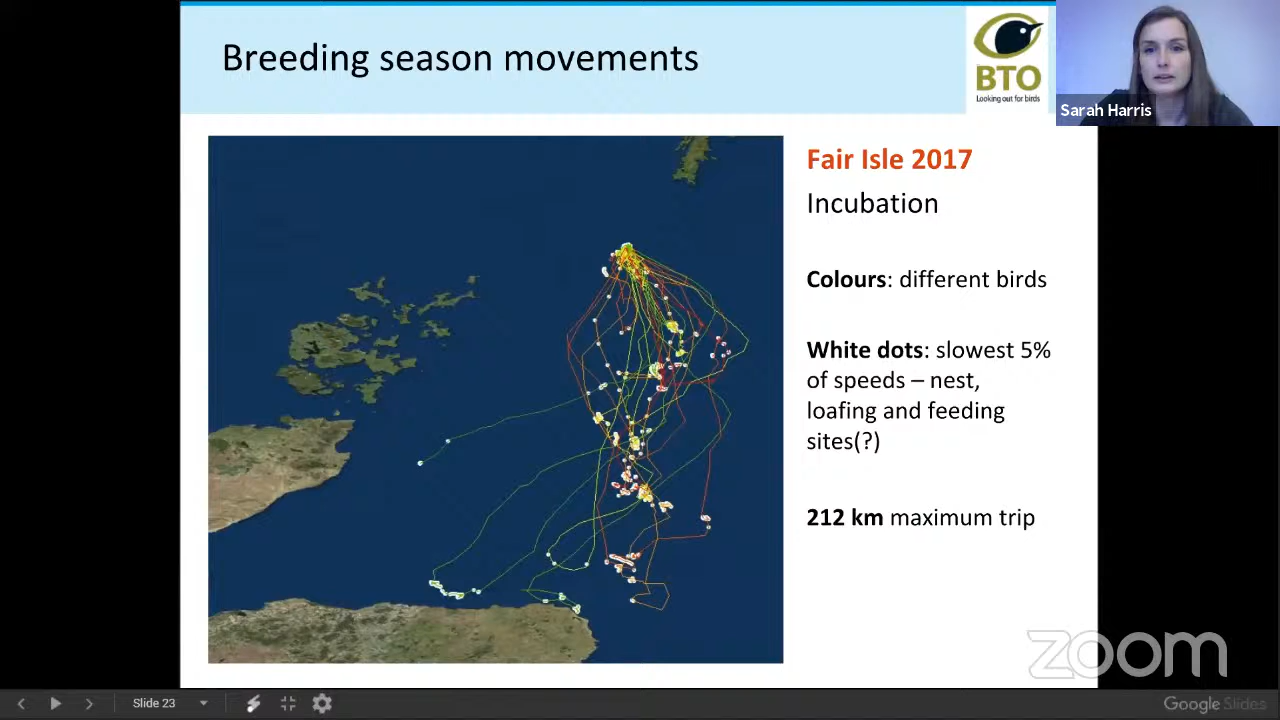 Breeding season movements
BTO
Looking out for birds
Sarah Harris
Fair Isle 2017
Incubation
Colours: different birds
White dots: slowest 5%
of speeds – nest,
loafing and feeding
sites(?)
212 km maximum trip
zoom
Slide 23
Google Slides